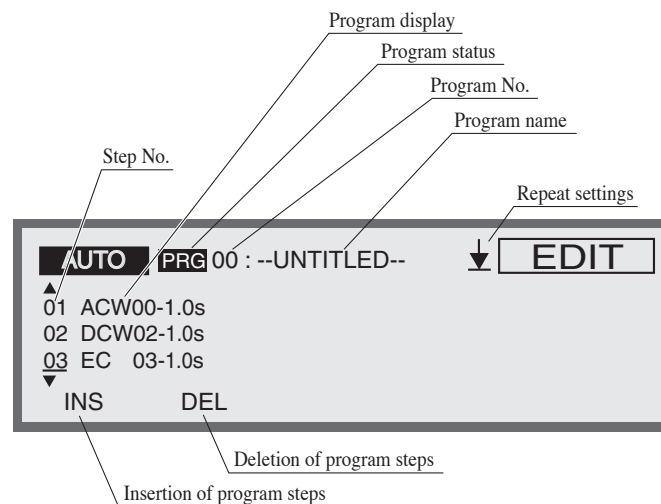 Program display
Program status
Program No.
Program name
Step No.
Repeat settings
AUTO PRG 00 : --UNTITLED-- EDIT
01 ACW00-1.0s
02 DCW02-1.0s
03 EC 03-1.0s
INS DEL
Deletion of program steps
Insertion of program steps